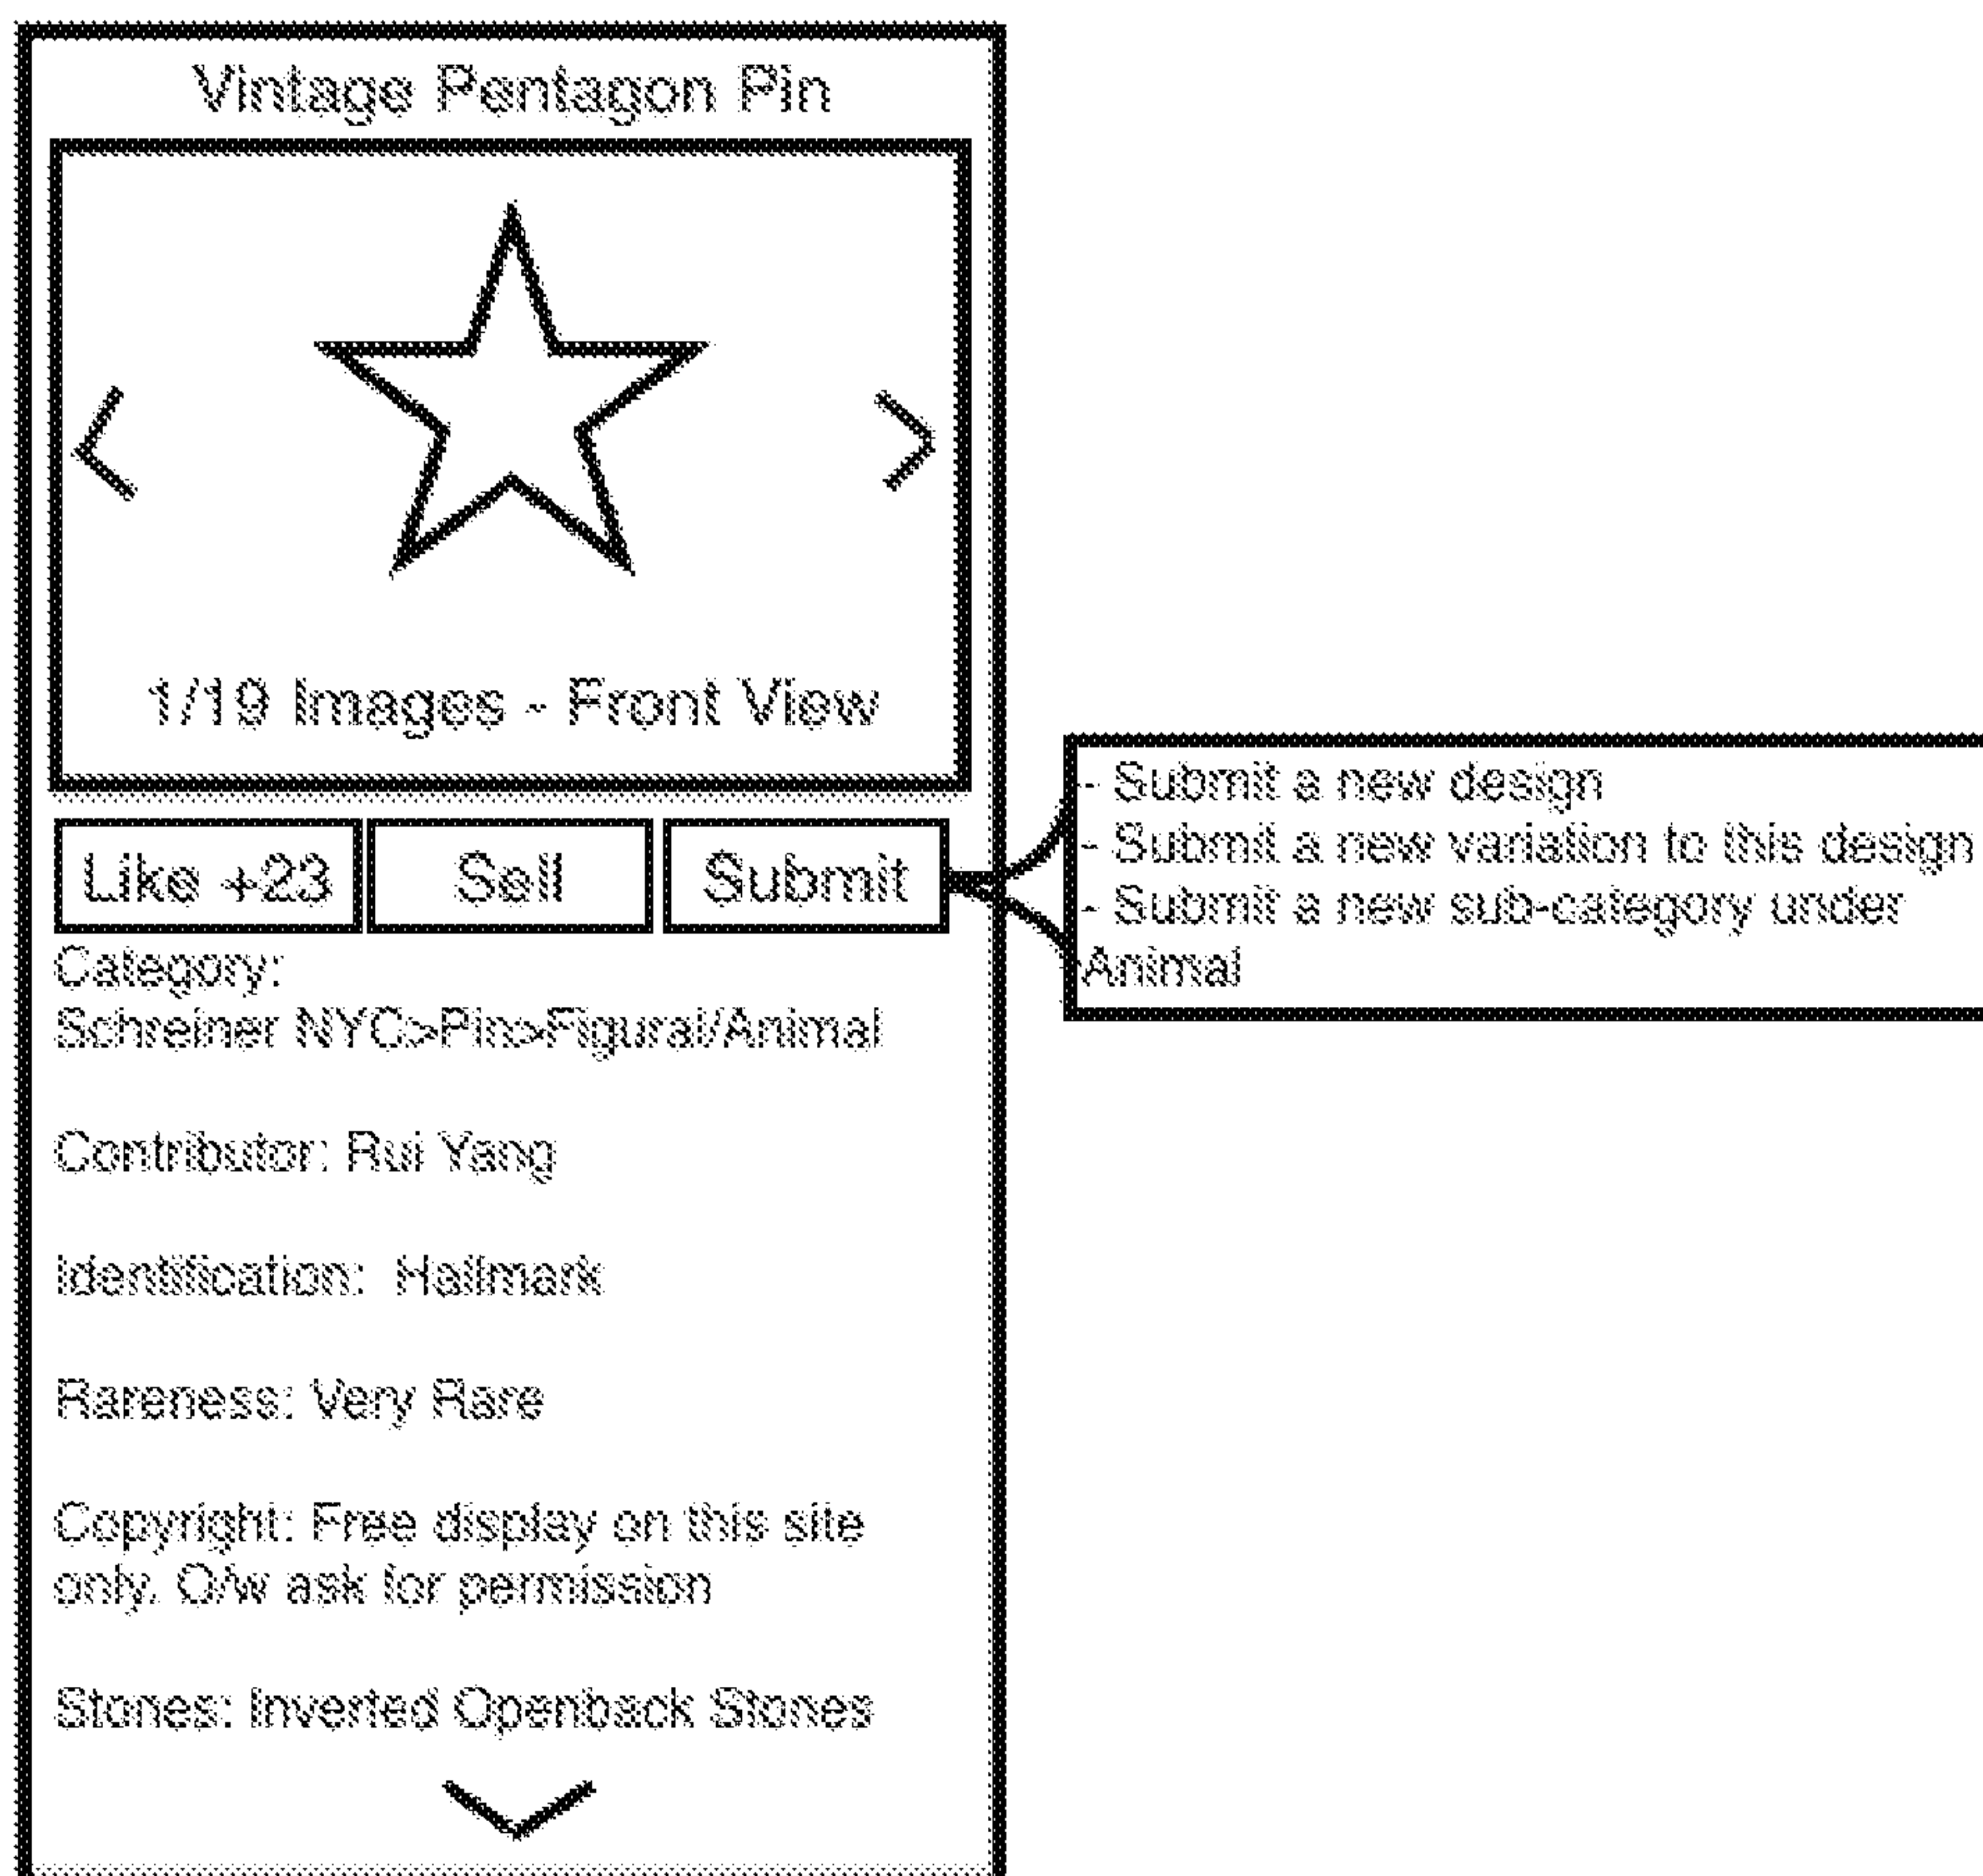 Vintage Pentagon Pin
1/19 Images - Front View
Like +23
Sell
Submit
- Submit a new design
- Submit a new variation to this design
- Submit a new sub-category under
Animal
Category:
Schreiner NYC>Pin>Figural/Animal
Contributor: Rui Yang
Identification: Hallmark
Rareness: Very Rare
Copyright: Free display on this site
only. O/w ask for permission
Stones: Inverted Openback Stones